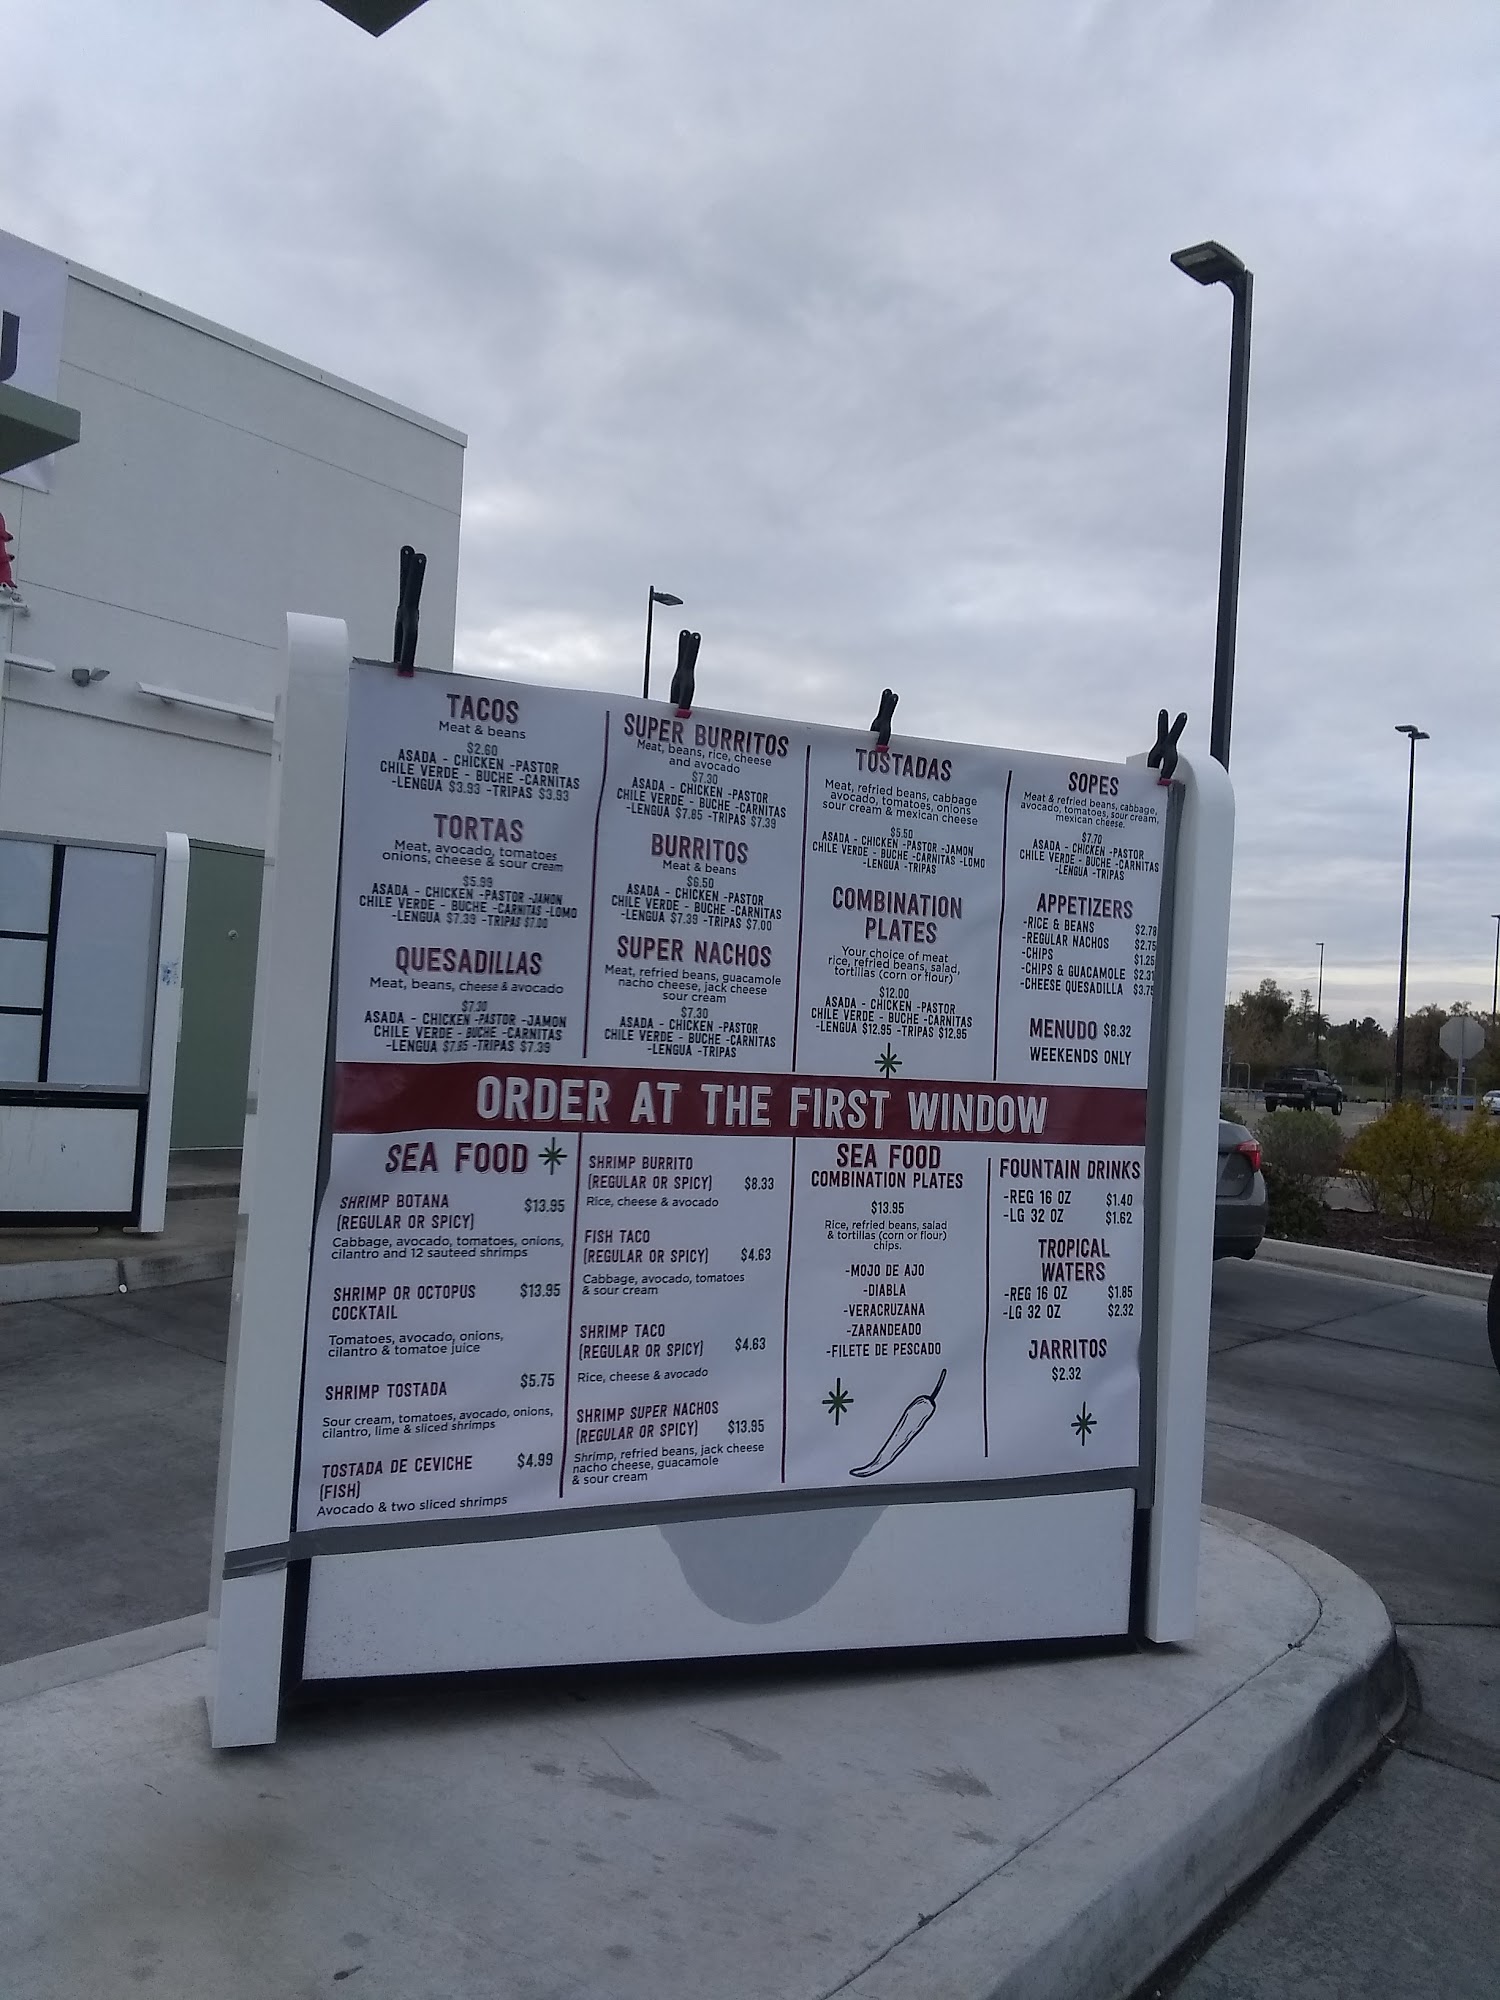 TACOS
Meat & beans
$2.60
ASADA - CHICKEN -PASTOR
CHILE VERDE - BUCHE -CARNITAS
-LENGUA $3.93 -TRIPAS $3.93
TORTAS
Meat, avocado, tomatoes
onions, cheese & sour cream
$5.99
ASADA - CHICKEN -PASTOR -JAMON
CHILE VERDE - BUCHE -CARNITAS -LOMO
-LENGUA $7.39 -TRIPAS $7.00
QUESADILLAS
Meat, beans, cheese & avocado
$7.30
ASADA - CHICKEN -PASTOR -JAMON
CHILE VERDE - BUCHE -CARNITAS
-LENGUA $7.85 -TRIPAS $7.39
SUPER BURRITOS
Meat, beans, rice, cheese
and avocado
$7.30
ASADA - CHICKEN -PASTOR
CHILE VERDE - BUCHE -CARNITAS
-LENGUA $7.85 -TRIPAS $7.39
BURRITOS
Meat & beans
$6.50
ASADA - CHICKEN -PASTOR
CHILE VERDE - BUCHE -CARNITAS
-LENGUA $7.39 -TRIPAS $7.00
SUPER NACHOS
Meat, refried beans, guacamole
nacho cheese, jack cheese
sour cream
$7.30
ASADA - CHICKEN -PASTOR
CHILE VERDE - BUCHE -CARNITAS
-LENGUA -TRIPAS
TOSTADAS
Meat, refried beans, cabbage
avocado, tomatoes, onions
sour cream & mexican cheese
$5.50
ASADA - CHICKEN -PASTOR -JAMON
CHILE VERDE - BUCHE -CARNITAS -LOMO
-LENGUA -TRIPAS
COMBINATION
PLATES
Your choice of meat
rice, refried beans, salad,
tortillas (corn or flour)
$12.00
ASADA - CHICKEN -PASTOR
CHILE VERDE - BUCHE -CARNITAS
-LENGUA $12.95 -TRIPAS $12.95
SOPES
Meat & refried beans, cabbage,
avocado, tomatoes, sour cream,
mexican cheese.
$7.70
ASADA - CHICKEN -PASTOR
CHILE VERDE - BUCHE -CARNITAS
-LENGUA -TRIPAS
APPETIZERS
-RICE & BEANS $2.78
-REGULAR NACHOS $2.75
-CHIPS $1.25
-CHIPS & GUACAMOLE $2.31
-CHEESE QUESADILLA $3.75
MENUDO $8.32
WEEKENDS ONLY
ORDER AT THE FIRST WINDOW
SEA FOOD
SHRIMP BOTANA $13.95
(REGULAR OR SPICY)
Cabbage, avocado, tomatoes, onions,
cilantro and 12 sauteed shrimps
SHRIMP OR OCTOPUS $13.95
COCKTAIL
Tomatoes, avocado, onions,
cilantro & tomatoe juice
SHRIMP TOSTADA $5.75
Sour cream, tomatoes, avocado, onions,
cilantro, lime & sliced shrimps
TOSTADA DE CEVICHE $4.99
(FISH)
Avocado & two sliced shrimps
SHRIMP BURRITO
(REGULAR OR SPICY) $8.33
Rice, cheese & avocado
FISH TACO
(REGULAR OR SPICY) $4.63
Cabbage, avocado, tomatoes
& sour cream
SHRIMP TACO
(REGULAR OR SPICY) $4.63
Rice, cheese & avocado
SHRIMP SUPER NACHOS
(REGULAR OR SPICY) $13.95
Shrimp, refried beans, jack cheese
nacho cheese, guacamole
& sour cream
SEA FOOD
COMBINATION PLATES
$13.95
Rice, refried beans, salad
& tortillas (corn or flour)
chips.
-MOJO DE AJO
-DIABLA
-VERACRUZANA
-ZARANDEADO
-FILETE DE PESCADO
FOUNTAIN DRINKS
-REG 16 OZ $1.40
-LG 32 OZ $1.62
TROPICAL
WATERS
-REG 16 OZ $1.85
-LG 32 OZ $2.32
JARRITOS
$2.32